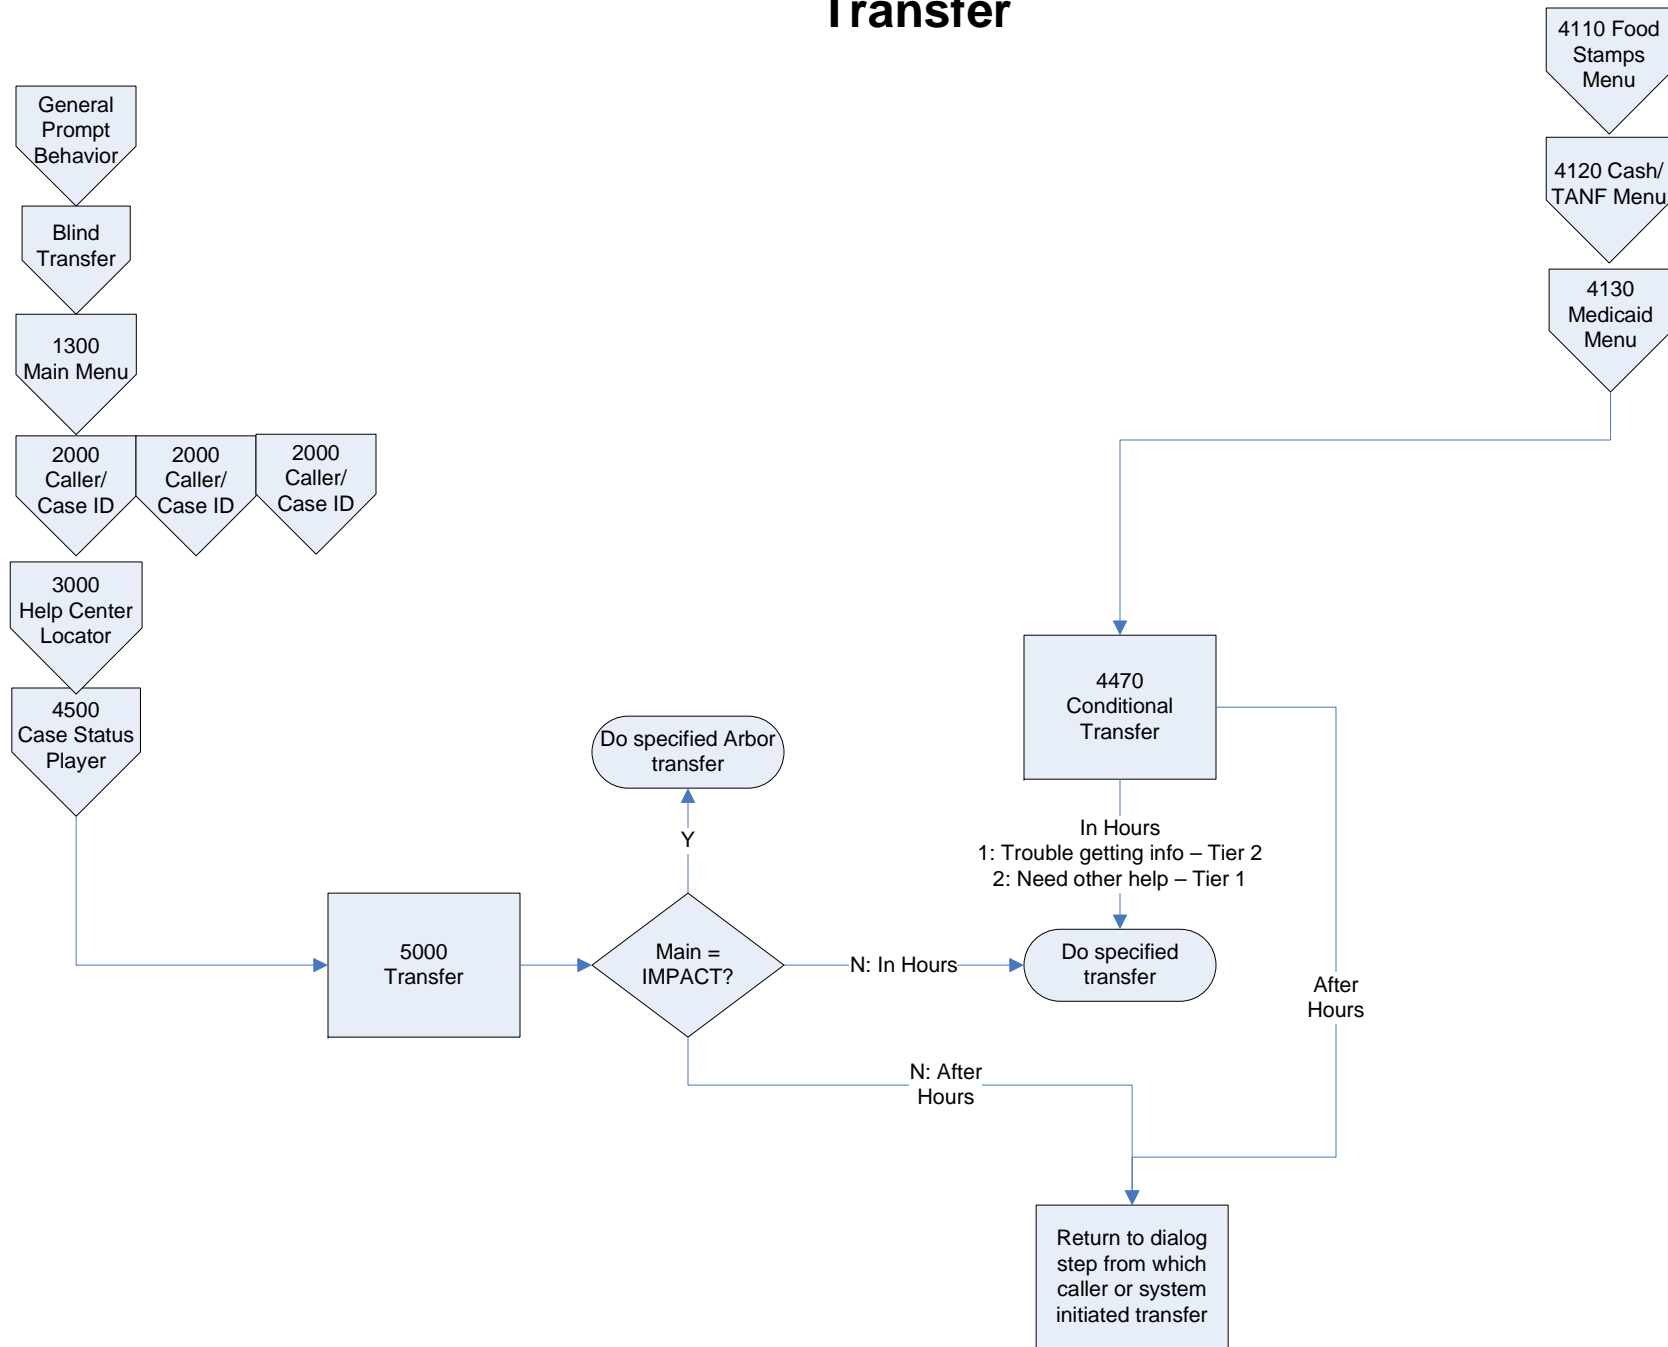 Transfer
4110 Food
Stamps
Menu
General
Prompt
Behavior
4120 Cash/
TANF Menu
Blind
Transfer
4130
Medicaid
Menu
1300
Main Menu
2000
Caller/
Case ID
2000
Caller/
Case ID
2000
Caller/
Case ID
3000
Help Center
Locator
4500
Case Status
Player
4470
Conditional
Transfer
Do specified Arbor
transfer
Y
In Hours
1: Trouble getting info – Tier 2
2: Need other help – Tier 1
5000
Transfer
Main =
IMPACT?
N: In Hours
Do specified
transfer
After
Hours
N: After
Hours
Return to dialog
step from which
caller or system
initiated transfer